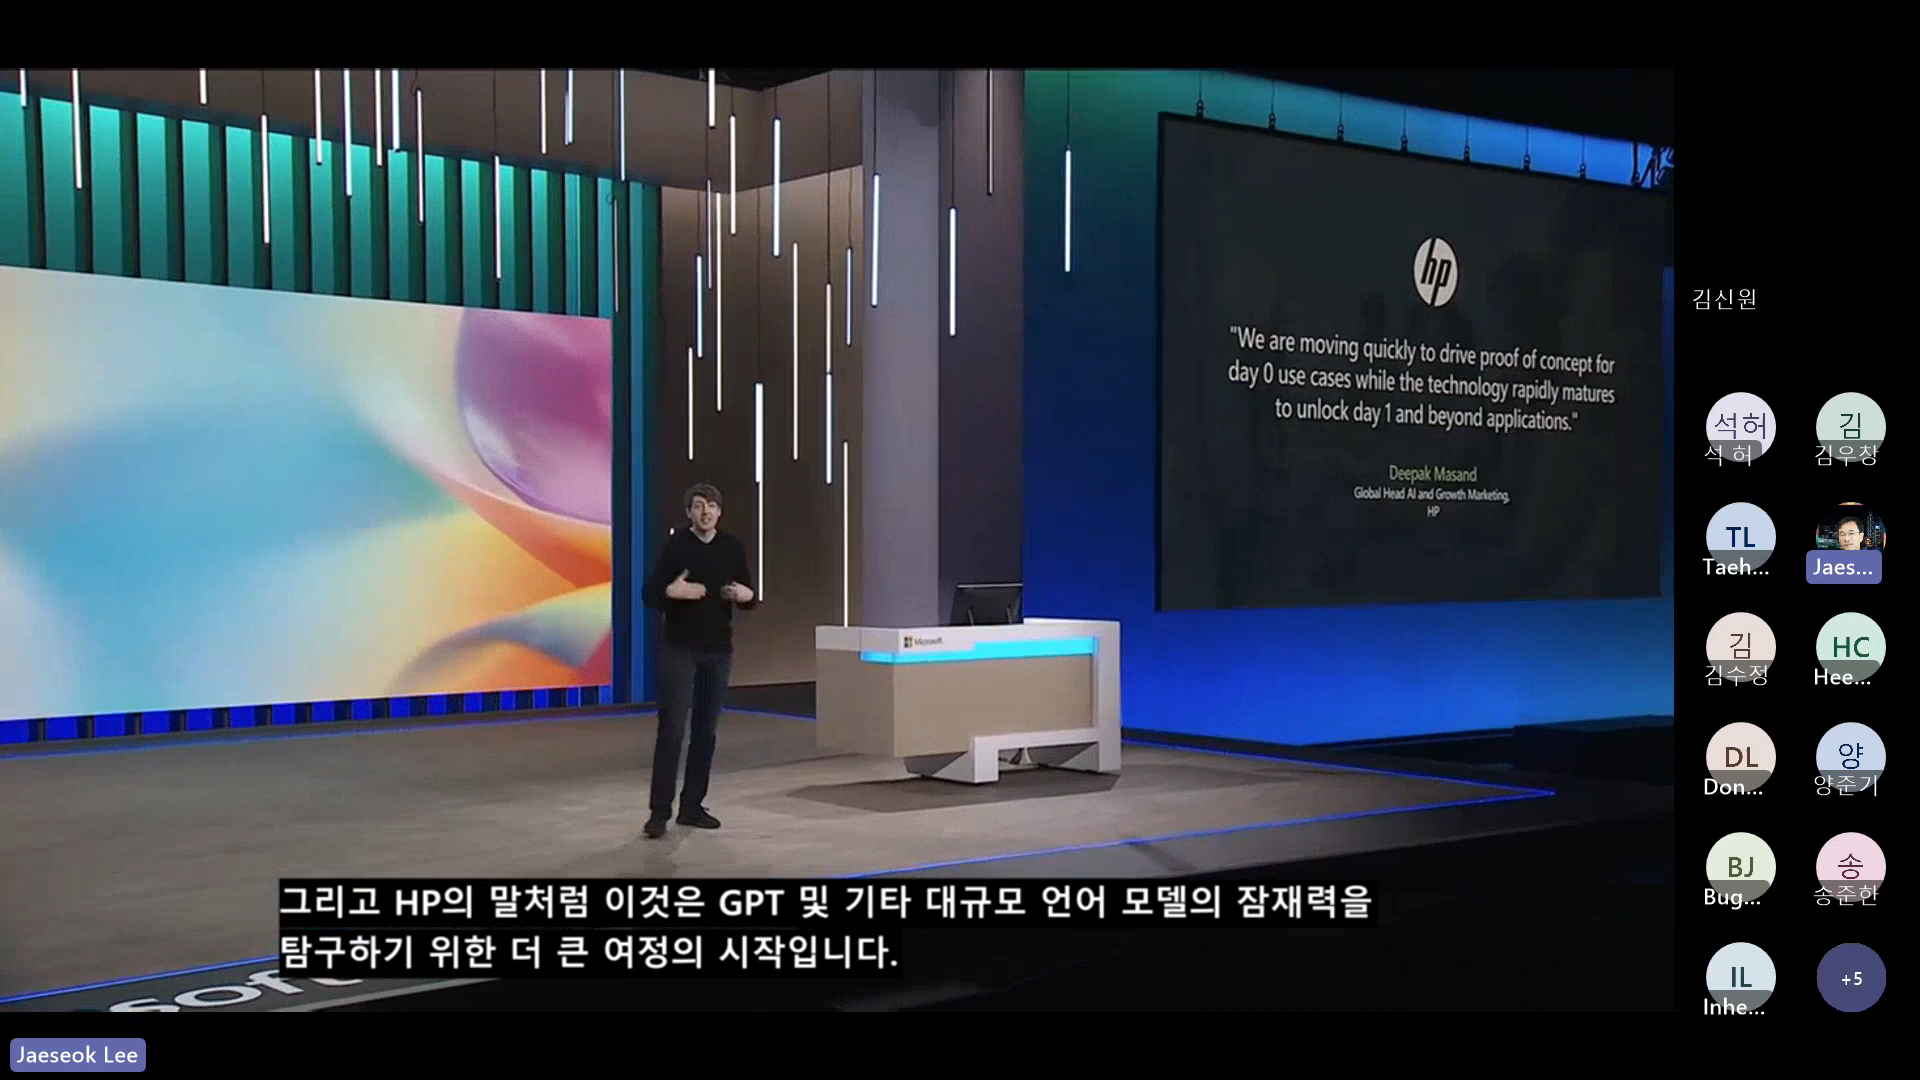 hp
"We are moving quickly to drive proof of concept for
day 0 use cases while the technology rapidly matures
to unlock day 1 and beyond applications."
Deepak Masand
Global Head AI and Growth Marketing,
HP
Microsoft
그리고 HP의 말처럼 이것은 GPT 및 기타 대규모 언어 모델의 잠재력을
탐구하기 위한 더 큰 여정의 시작입니다.
Jaeseok Lee
김신원
석허
석 허
김
김우창
TL
Taeh...
Jaes...
김
김수정
HC
Hee...
DL
Don...
양
양준기
BJ
Bug...
송
송준한
IL
Inhe...
+5